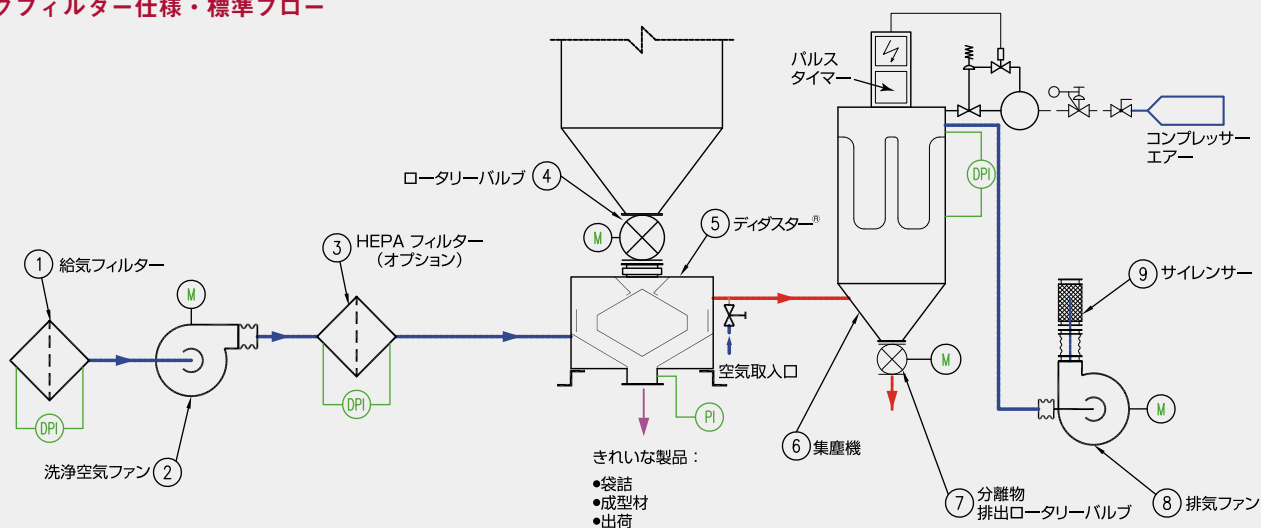 グフィルター仕様・標準フロー
パルス
タイマー
コンプレッサー
エアー
DPI
ロータリーバルブ ④
M
⑤ ディダスター®
① 給気フィルター
③ HEPA フィルター
(オプション)
M
⑨ サイレンサー
空気取入口
M
DPI
DPI
PI
M
洗浄空気ファン ②
きれいな製品：
●袋詰
●成型材
●出荷
⑥ 集塵機
⑦ 分離物
排出ロータリーバルブ
⑧ 排気ファン